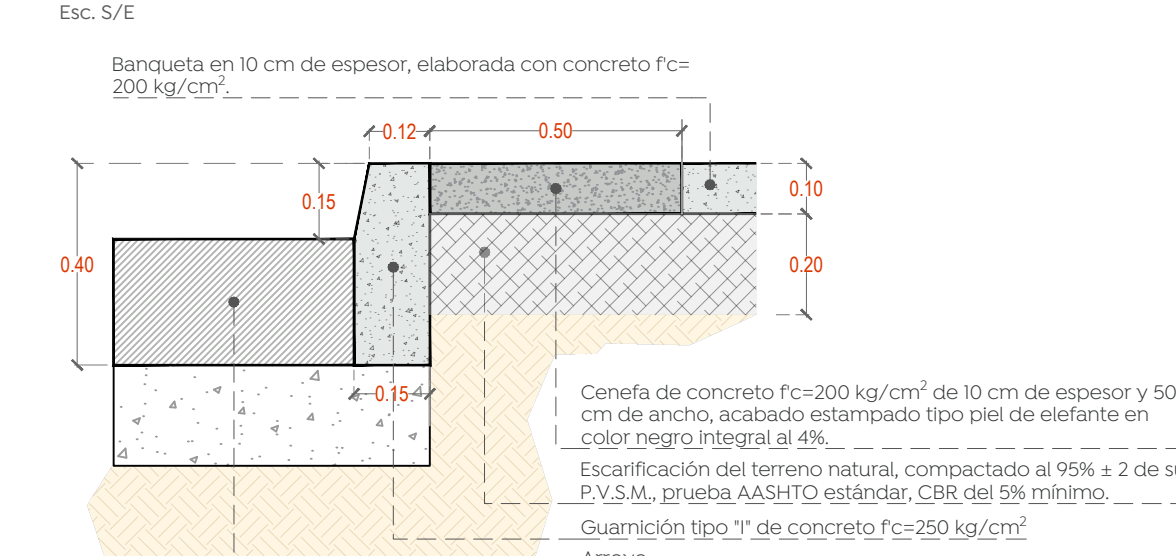 Esc. S/E
Banqueta en 10 cm de espesor, elaborada con concreto f'c=
200 kg/cm².
0.12
0.50
0.15
0.10
0.40
0.20
0.15
Cenefa de concreto f'c=200 kg/cm² de 10 cm de espesor y 50
cm de ancho, acabado estampado tipo piel de elefante en
color negro integral al 4%.
Escarificación del terreno natural, compactado al 95% ± 2 de
P.V.S.M., prueba AASHTO estándar, CBR del 5% mínimo.
Guarnición tipo "I" de concreto f'c=250 kg/cm²